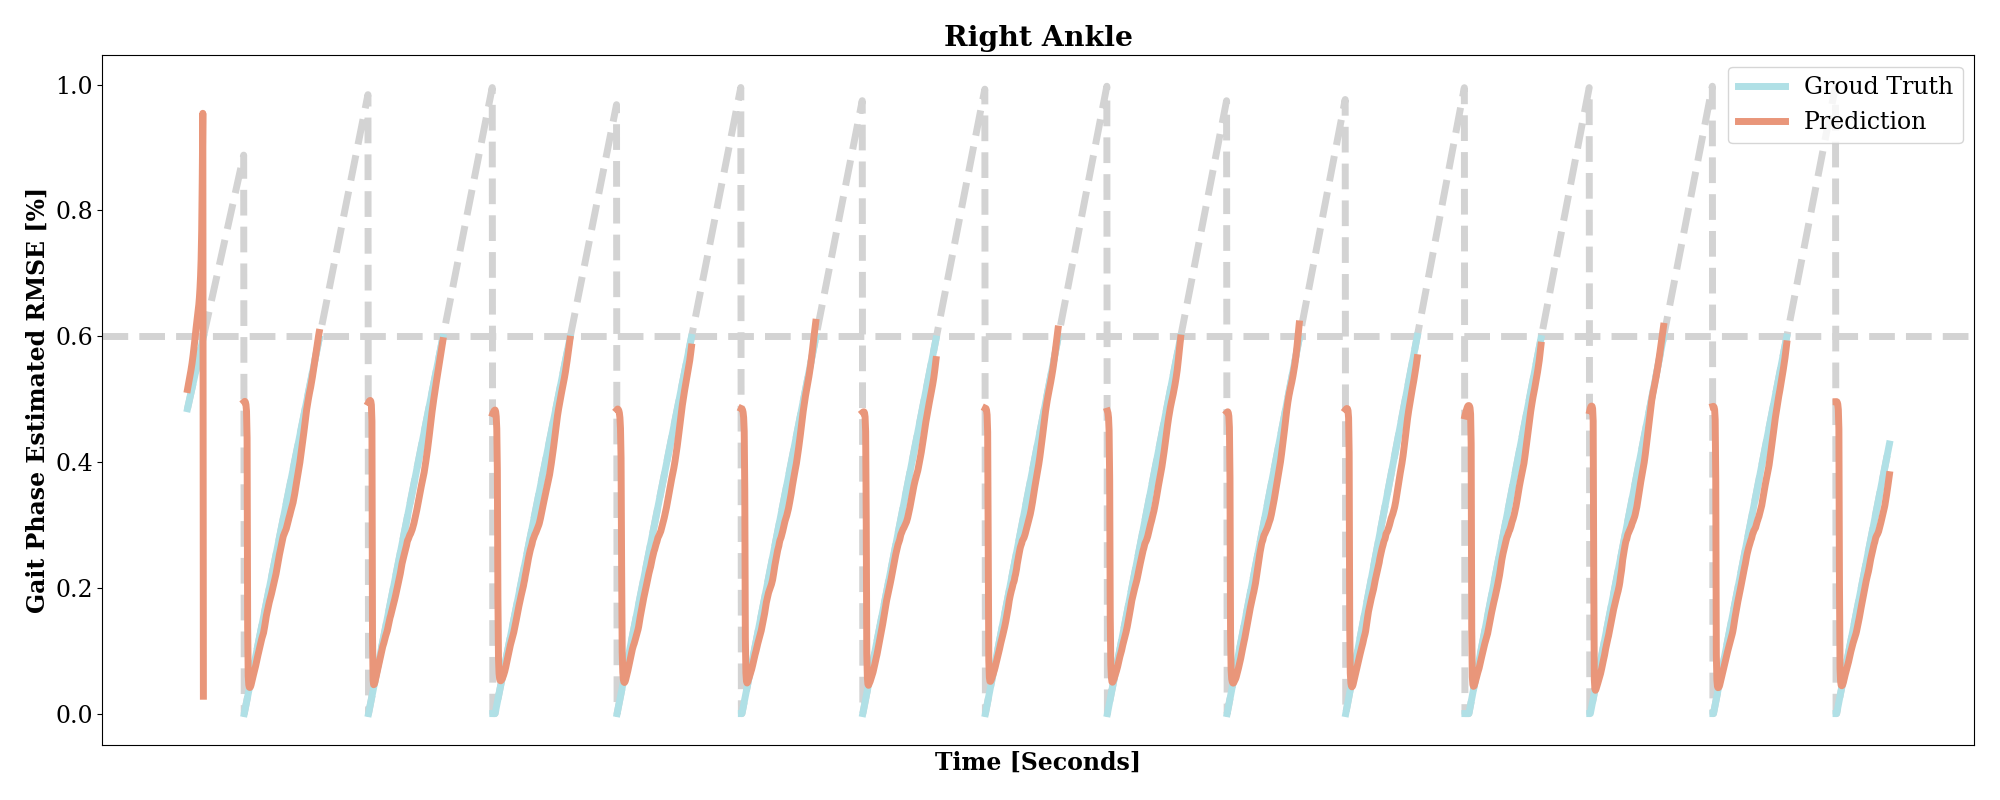 Right Ankle
1.0
0.8
0.6
0.4
0.2
0.0
Gait Phase Estimated RMSE [%]
Groud Truth
Prediction
Time [Seconds]